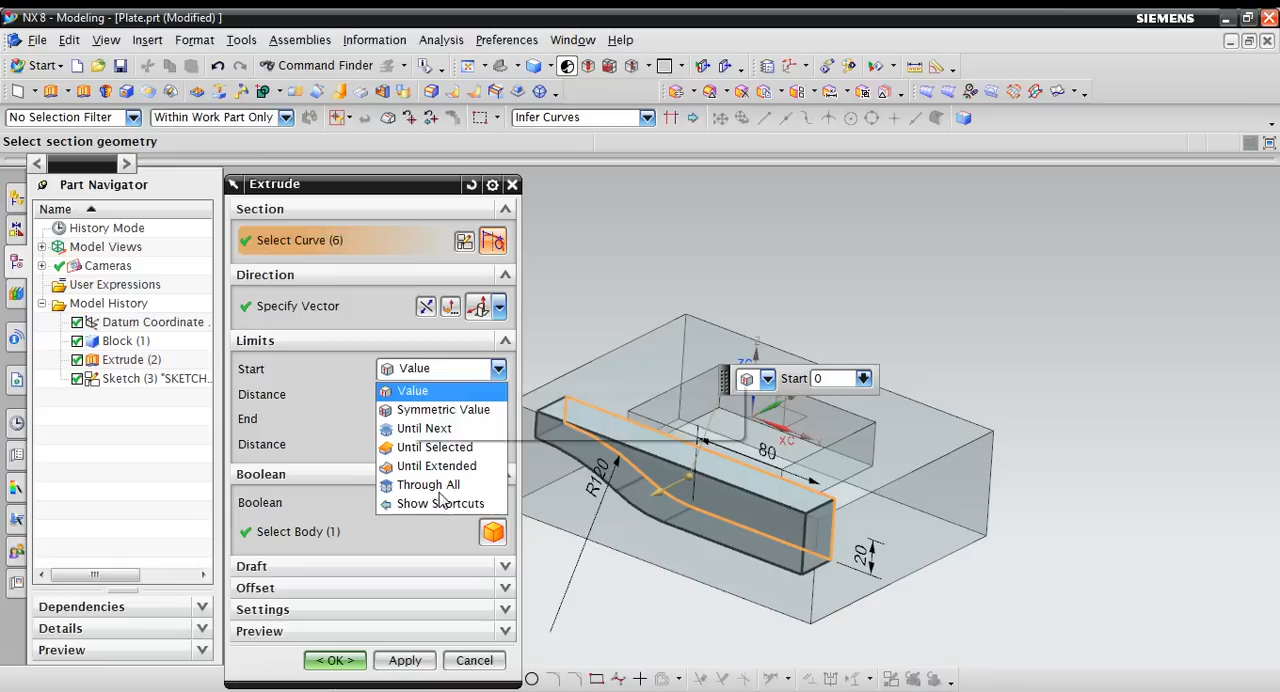 NX 8 - Modeling - [Plate.prt (Modified) ]
SIEMENS
File Edit View Insert Format Tools Assemblies Information Analysis Preferences Window Help
Start Command Finder
No Selection Filter Within Work Part Only Infer Curves
Select section geometry
Part Navigator
Name
History Mode
Model Views
Cameras
User Expressions
Model History
Datum Coordinate .
Block (1)
Extrude (2)
Sketch (3) "SKETCH...
Dependencies
Details
Preview
Extrude
Section
Select Curve (6)
Direction
Specify Vector
Limits
Start Value
Distance
End
Distance
Value
Symmetric Value
Until Next
Until Selected
Until Extended
Through All
Show Shortcuts
Boolean
Boolean
Select Body (1)
Draft
Offset
Settings
Preview
< OK > Apply Cancel
Start 0
Z
XC
80
R120
20